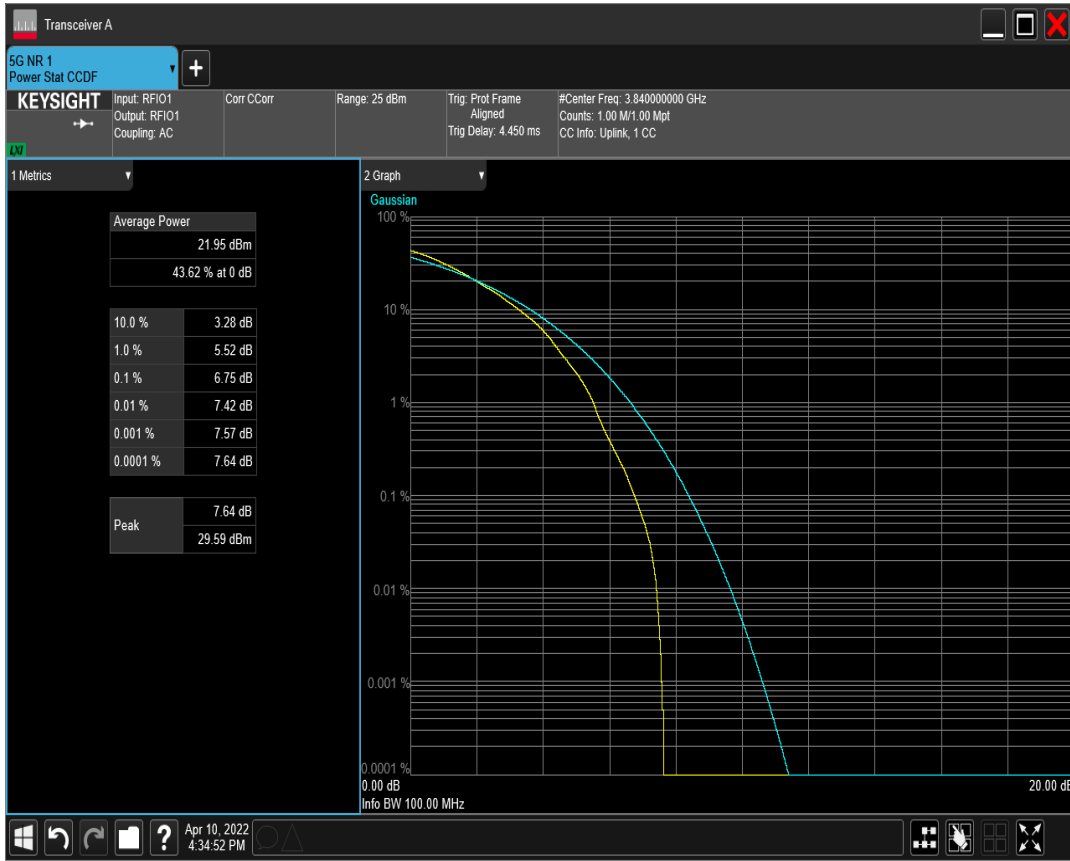 Transceiver A
5G NR 1
Power Stat CCDF
+
KEYSIGHT
LXI
Input: RFIO1
Output: RFIO1
Coupling: AC
Corr CCorr
Range: 25 dBm
Trig: Prot Frame
Aligned
Trig Delay: 4.450 ms
#Center Freq: 3.840000000 GHz
Counts: 1.00 M/1.00 Mpt
CC Info: Uplink, 1 CC
1 Metrics
Average Power
21.95 dBm
43.62 % at 0 dB
10.0 % 3.28 dB
1.0 % 5.52 dB
0.1 % 6.75 dB
0.01 % 7.42 dB
0.001 % 7.57 dB
0.0001 % 7.64 dB
Peak
7.64 dB
29.59 dBm
2 Graph
Gaussian
100 %
10 %
1 %
0.1 %
0.01 %
0.001 %
0.0001 %
0.00 dB
20.00 dB
Info BW 100.00 MHz
?
Apr 10, 2022
4:34:52 PM